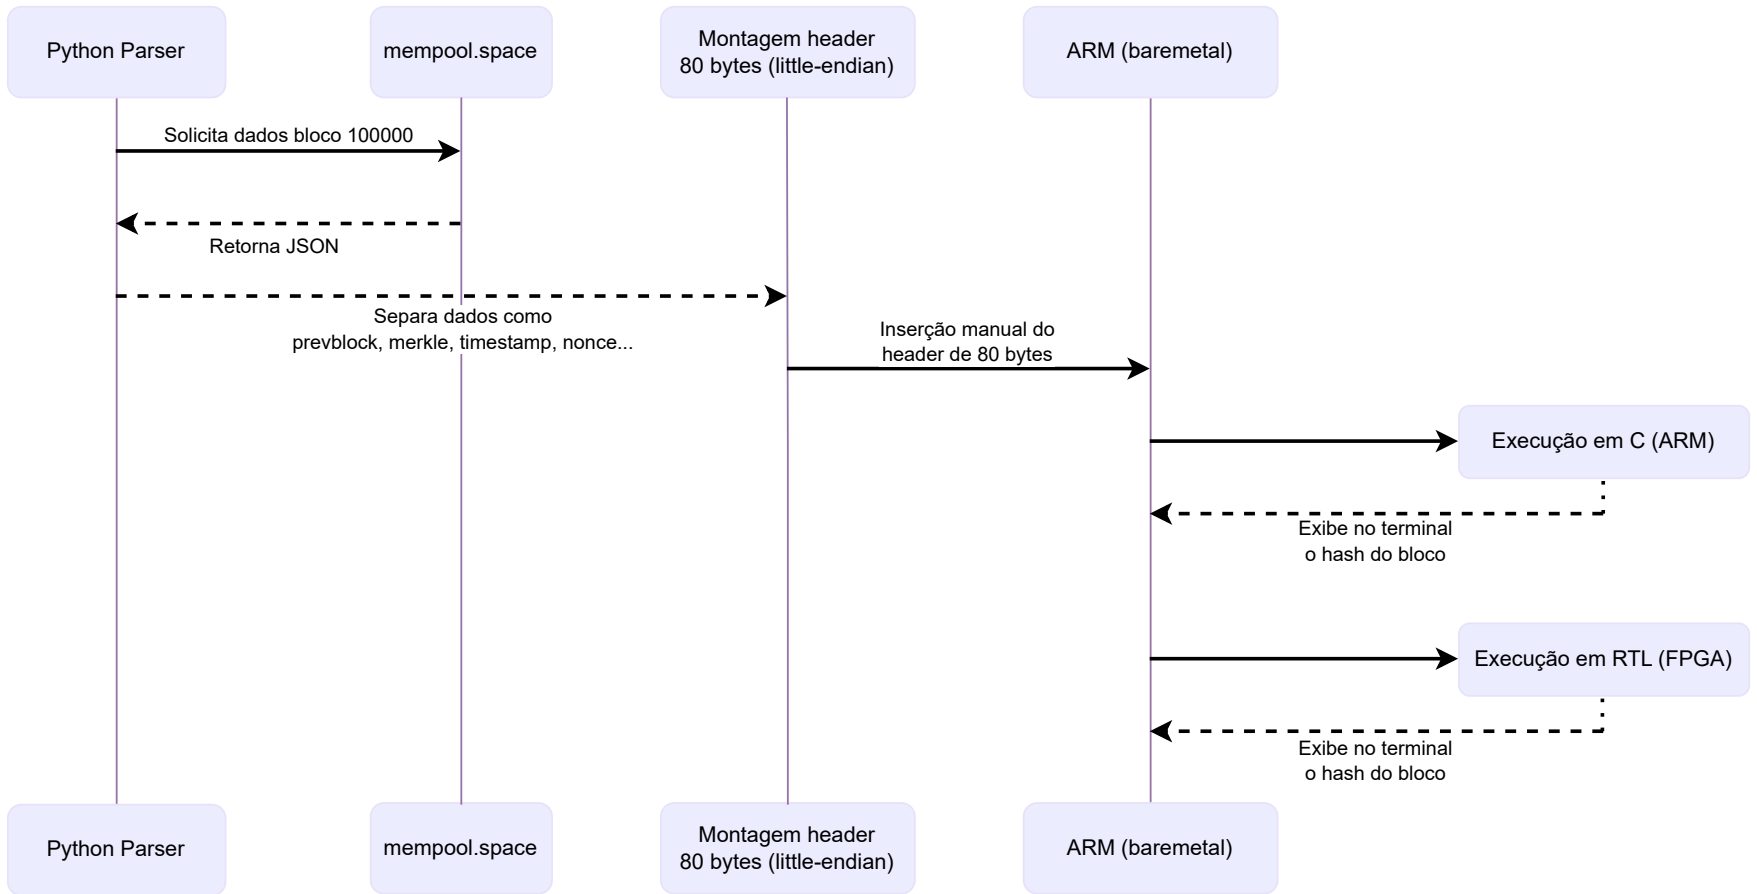 Python Parser
mempool.space
Montagem header
80 bytes (little-endian)
ARM (baremetal)
Solicita dados bloco 100000
Retorna JSON
Separa dados como
prevblock, merkle, timestamp, nonce...
Inserção manual do
header de 80 bytes
Execução em C (ARM)
Exibe no terminal
o hash do bloco
Execução em RTL (FPGA)
Exibe no terminal
o hash do bloco
Python Parser
mempool.space
Montagem header
80 bytes (little-endian)
ARM (baremetal)